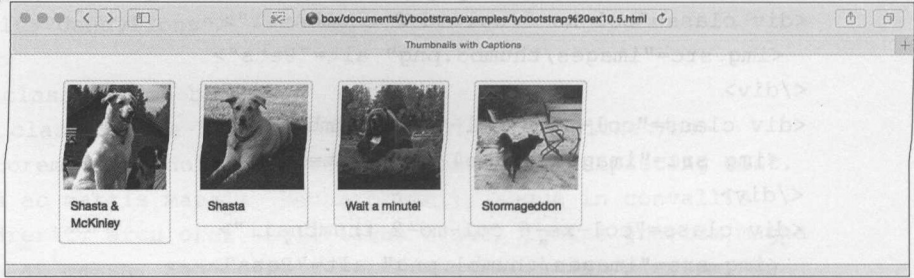 box/documents/tybootstrap/examples/tybootstrap%20ex10.5.html
Thumbnails with Captions
Shasta &
McKinley
Shasta
Wait a minute!
Stormageddon